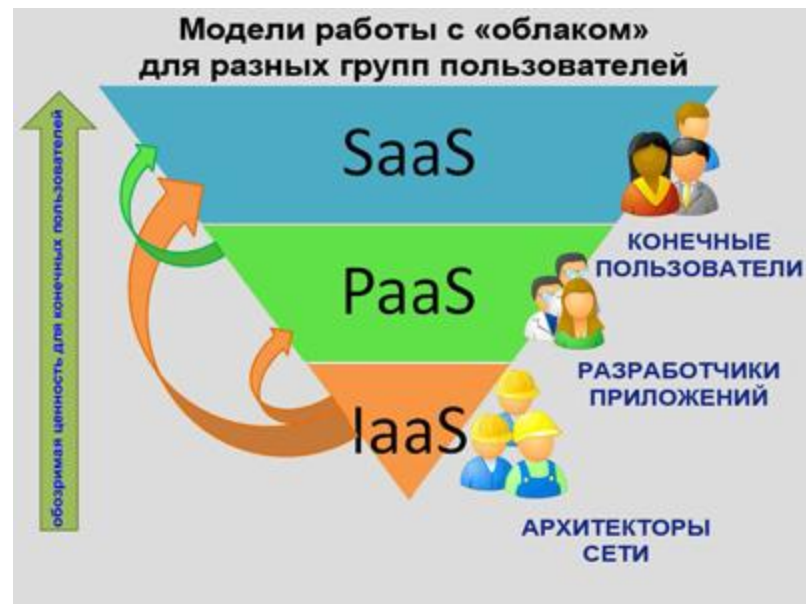 Модели работы с «облаком»
для разных групп пользователей
обозримая ценность для конечных пользователей
SaaS
КОНЕЧНЫЕ
ПОЛЬЗОВАТЕЛИ
PaaS
РАЗРАБОТЧИКИ
ПРИЛОЖЕНИЙ
IaaS
АРХИТЕКТОРЫ
СЕТИ